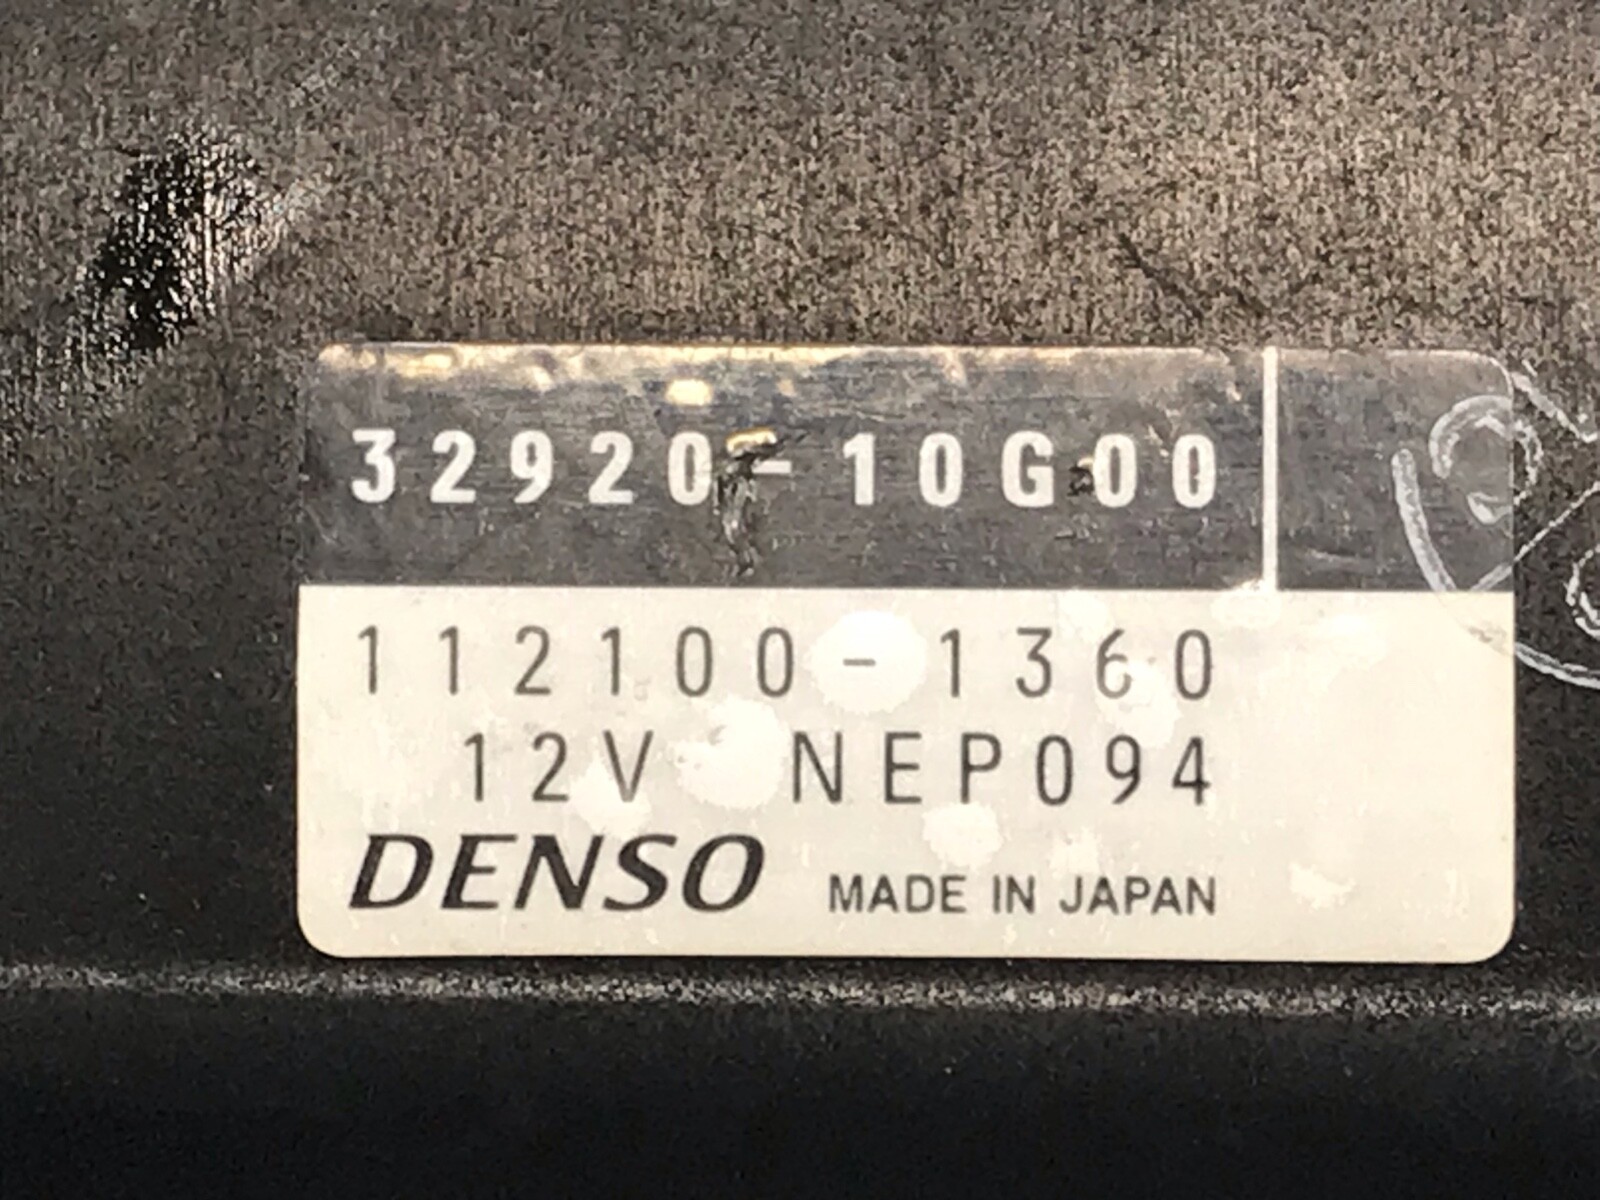 32920-10G00
112100-1360
12V NEP094
DENSO MADE IN JAPAN